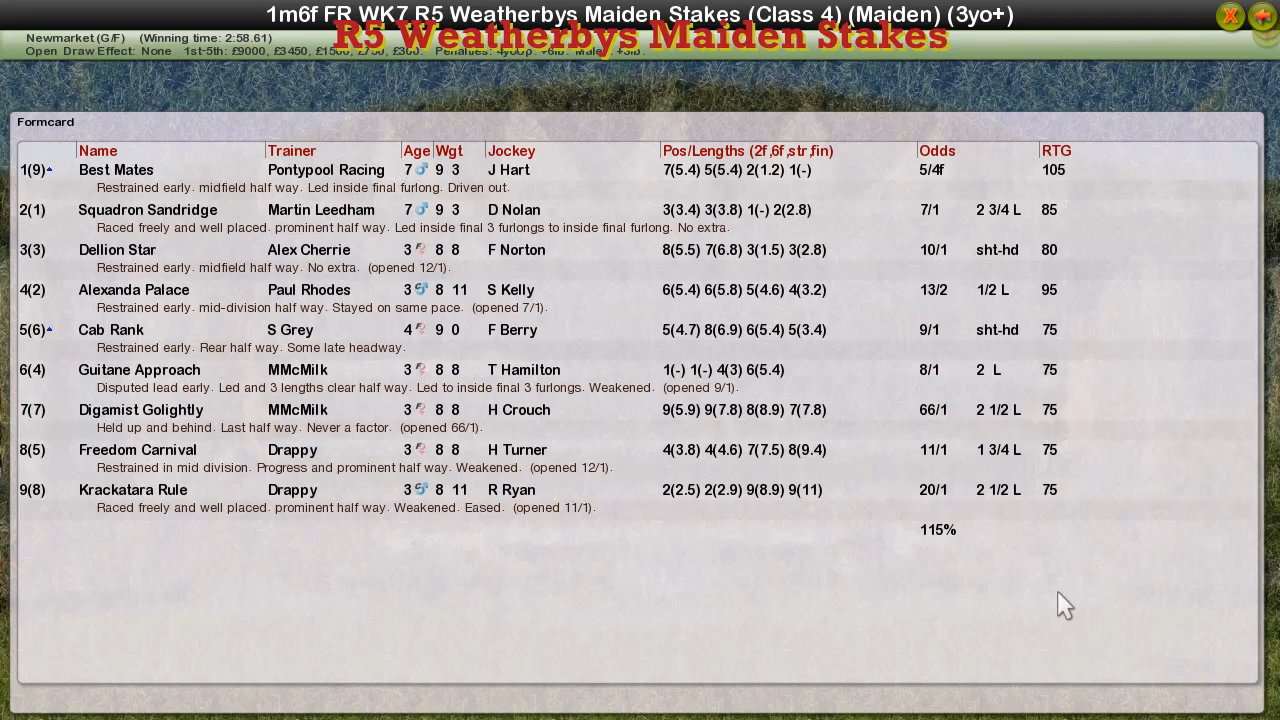 1m6f FR WK7 R5 Weatherbys Maiden Stakes (Class 4) (Maiden) (3yo+)
R5 Weatherbys Maiden Stakes
Newmarket (G/F) (Winning time: 2:58.61)
Open Draw Effect: None 1st-5th: £9000, £3450, £1500, £750, £300. Penalties: 4yoUp: +6lb. Male: +3lb.
Formcard
Name Trainer Age Wgt Jockey Pos/Lengths (2f,6f,str,fin) Odds RTG
1(9) Best Mates Pontypool Racing 7 9 3 J Hart 7(5.4) 5(5.4) 2(1.2) 1(-) 5/4f 105
Restrained early. midfield half way. Led inside final furlong. Driven out.
2(1) Squadron Sandridge Martin Leedham 7 9 3 D Nolan 3(3.4) 3(3.8) 1(-) 2(2.8) 7/1 2 3/4 L 85
Raced freely and well placed. prominent half way. Led inside final 3 furlongs to inside final furlong. No extra.
3(3) Dellion Star Alex Cherrie 3 8 8 F Norton 8(5.5) 7(6.8) 3(1.5) 3(2.8) 10/1 sht-hd 80
Restrained early. midfield half way. No extra. (opened 12/1).
4(2) Alexanda Palace Paul Rhodes 3 8 11 S Kelly 6(5.4) 6(5.8) 5(4.6) 4(3.2) 13/2 1/2 L 95
Restrained early. mid-division half way. Stayed on same pace. (opened 7/1).
5(6) Cab Rank S Grey 4 9 0 F Berry 5(4.7) 8(6.9) 6(5.4) 5(3.4) 9/1 sht-hd 75
Restrained early. Rear half way. Some late headway.
6(4) Guitane Approach MMcMilk 3 8 8 T Hamilton 1(-) 1(-) 4(3) 6(5.4) 8/1 2 L 75
Disputed lead early. Led and 3 lengths clear half way. Led to inside final 3 furlongs. Weakened. (opened 9/1).
7(7) Digamist Golightly MMcMilk 3 8 8 H Crouch 9(5.9) 9(7.8) 8(8.9) 7(7.8) 66/1 2 1/2 L 75
Held up and behind. Last half way. Never a factor. (opened 66/1).
8(5) Freedom Carnival Drappy 3 8 8 H Turner 4(3.8) 4(4.6) 7(7.5) 8(9.4) 11/1 1 3/4 L 75
Restrained in mid division. Progress and prominent half way. Weakened. (opened 12/1).
9(8) Krackatara Rule Drappy 3 8 11 R Ryan 2(2.5) 2(2.9) 9(8.9) 9(11) 20/1 2 1/2 L 75
Raced freely and well placed. prominent half way. Weakened. Eased. (opened 11/1).
115%